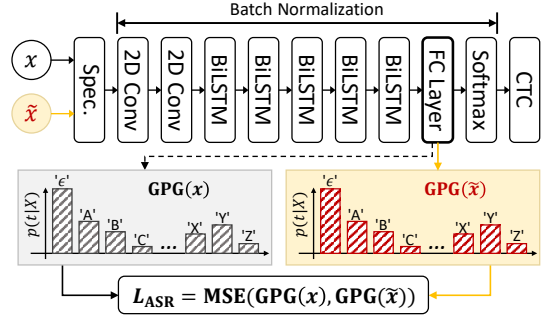 Batch Normalization
x
x̃
Spec.
2D Conv
2D Conv
BiLSTM
BiLSTM
BiLSTM
BiLSTM
BiLSTM
FC Layer
Softmax
CTC
GPG(x)
p(t|X)
'ϵ'
'A'
'B'
'C'
...
'X'
'Y'
'Z'
GPG(x̃)
p(t|X)
'ϵ'
'A'
'B'
'C'
...
'X'
'Y'
'Z'
L_ASR = MSE(GPG(x), GPG(x̃))